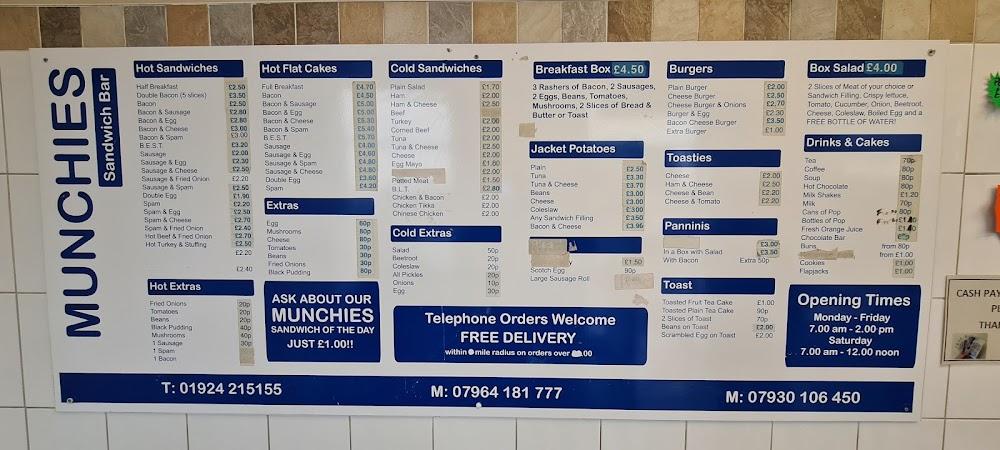 MUNCHIES
Sandwich Bar
Hot Sandwiches
Half Breakfast £2.50
Double Bacon (5 slices) £3.50
Bacon £2.50
Bacon & Sausage £2.80
Bacon & Egg £2.80
Bacon & Cheese £3.00
Bacon & Spam £3.00
B.E.S.T. £3.20
Sausage £2.00
Sausage & Egg £2.30
Sausage & Cheese £2.50
Sausage & Fried Onion £2.20
Sausage & Spam £2.50
Double Egg £1.90
Spam £2.20
Spam & Egg £2.50
Spam & Cheese £2.70
Spam & Fried Onion £2.40
Hot Beef & Fried Onion £2.70
Hot Turkey & Stuffing £2.50
£2.20
£2.40
Hot Extras
Fried Onions 20p
Tomatoes 20p
Beans 20p
Black Pudding 40p
Mushrooms 40p
1 Sausage 30p
1 Spam
1 Bacon
Hot Flat Cakes
Full Breakfast £4.70
Bacon £4.50
Bacon & Sausage £5.00
Bacon & Egg £5.00
Bacon & Cheese £5.30
Bacon & Spam £5.40
B.E.S.T. £5.70
Sausage £4.00
Sausage & Egg £4.60
Sausage & Spam £4.80
Sausage & Cheese £4.80
Double Egg £3.60
Spam £4.20
Extras
Egg 60p
Mushrooms 80p
Cheese 80p
Tomatoes 30p
Beans 30p
Fried Onions 30p
Black Pudding 80p
ASK ABOUT OUR
MUNCHIES
SANDWICH OF THE DAY
JUST £1.00!!
Cold Sandwiches
Plain Salad £1.70
Ham £2.00
Ham & Cheese £2.50
Beef
Turkey £2.00
Corned Beef £2.00
Tuna £2.00
Tuna & Cheese £2.50
Cheese £2.00
Egg Mayo £1.80
Potted Meat £1.50
B.L.T. £2.80
Chicken & Bacon £2.00
Chicken Tikka £2.00
Chinese Chicken £2.00
Cold Extras
Salad 50p
Beetroot 20p
Coleslaw 20p
All Pickles 20p
Onions 10p
Egg 30p
Telephone Orders Welcome
FREE DELIVERY
within mile radius on orders over .00
Breakfast Box £4.50
3 Rashers of Bacon, 2 Sausages,
2 Eggs, Beans, Tomatoes,
Mushrooms, 2 Slices of Bread &
Butter or Toast
Jacket Potatoes
Plain £2.50
Tuna £3.30
Tuna & Cheese £3.70
Beans £3.00
Cheese £3.00
Coleslaw £3.00
Any Sandwich Filling £3.50
Bacon & Cheese £3.95
£1.50
Scotch Egg 90p
Large Sausage Roll
Burgers
Plain Burger £2.00
Cheese Burger £2.50
Cheese Burger & Onions £2.70
Burger & Egg £2.30
Bacon Cheese Burger £3.50
Extra Burger £1.00
Toasties
Cheese £2.00
Ham & Cheese £2.50
Cheese & Bean £2.20
Cheese & Tomato £2.20
Panninis
£3.00
In a Box with Salad £3.50
With Bacon Extra 50p
Toast
Toasted Fruit Tea Cake £1.00
Toasted Plain Tea Cake 90p
2 Slices of Toast 70p
Beans on Toast £2.00
Scrambled Egg on Toast £2.00
Box Salad £4.00
2 Slices of Meat of your choice or
Sandwich Filling, Crispy lettuce,
Tomato, Cucumber, Onion, Beetroot,
Cheese, Coleslaw, Boiled Egg and a
FREE BOTTLE OF WATER!
Drinks & Cakes
Tea 70p
Coffee 80p
Soup 80p
Hot Chocolate 80p
Milk Shakes £1.20
Milk 70p
Cans of Pop 80p
Bottles of Pop
Fresh Orange Juice £1.00
Chocolate Bar
Buns from 80p
from £1.00
Cookies £1.00
Flapjacks £1.00
Opening Times
Monday - Friday
7.00 am - 2.00 pm
Saturday
7.00 am - 12.00 noon
T: 01924 215155
M: 07964 181 777
M: 07930 106 450
CASH PAY